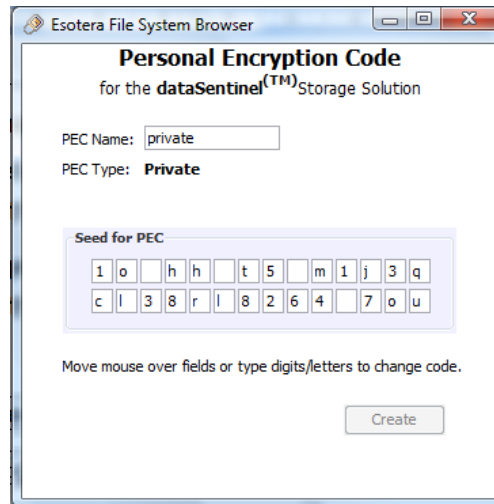 Esotera File System Browser
Personal Encryption Code
for the dataSentinel(TM)Storage Solution
PEC Name: private
PEC Type: Private
Seed for PEC
1 o h h t 5 m 1 j 3 q
c l 3 8 r l 8 2 6 4 7 o u
Move mouse over fields or type digits/letters to change code.
Create